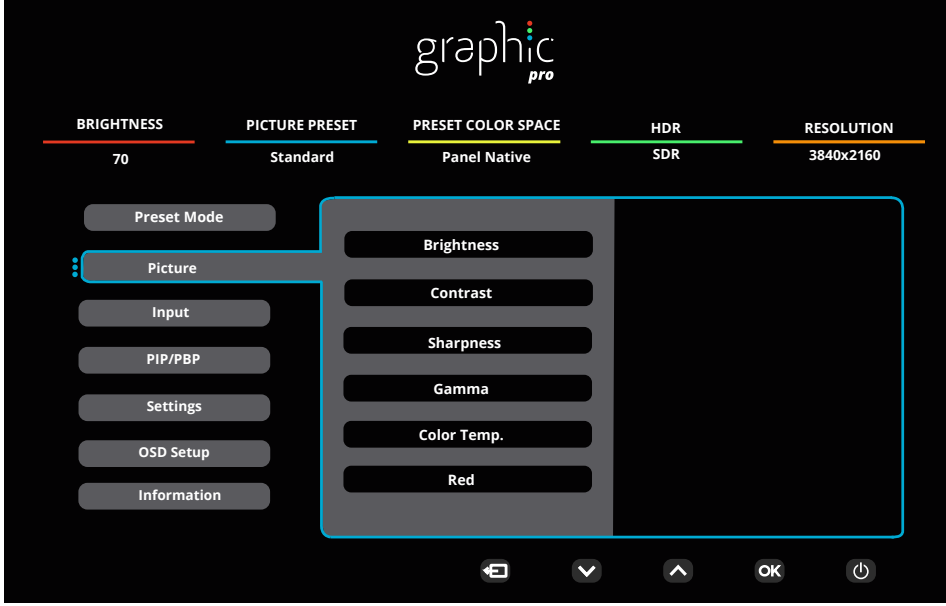 graphic
pro
BRIGHTNESS
PICTURE PRESET
PRESET COLOR SPACE
HDR
RESOLUTION
70
Standard
Panel Native
SDR
3840x2160
Preset Mode
Picture
Input
PIP/PBP
Settings
OSD Setup
Information
Brightness
Contrast
Sharpness
Gamma
Color Temp.
Red
OK